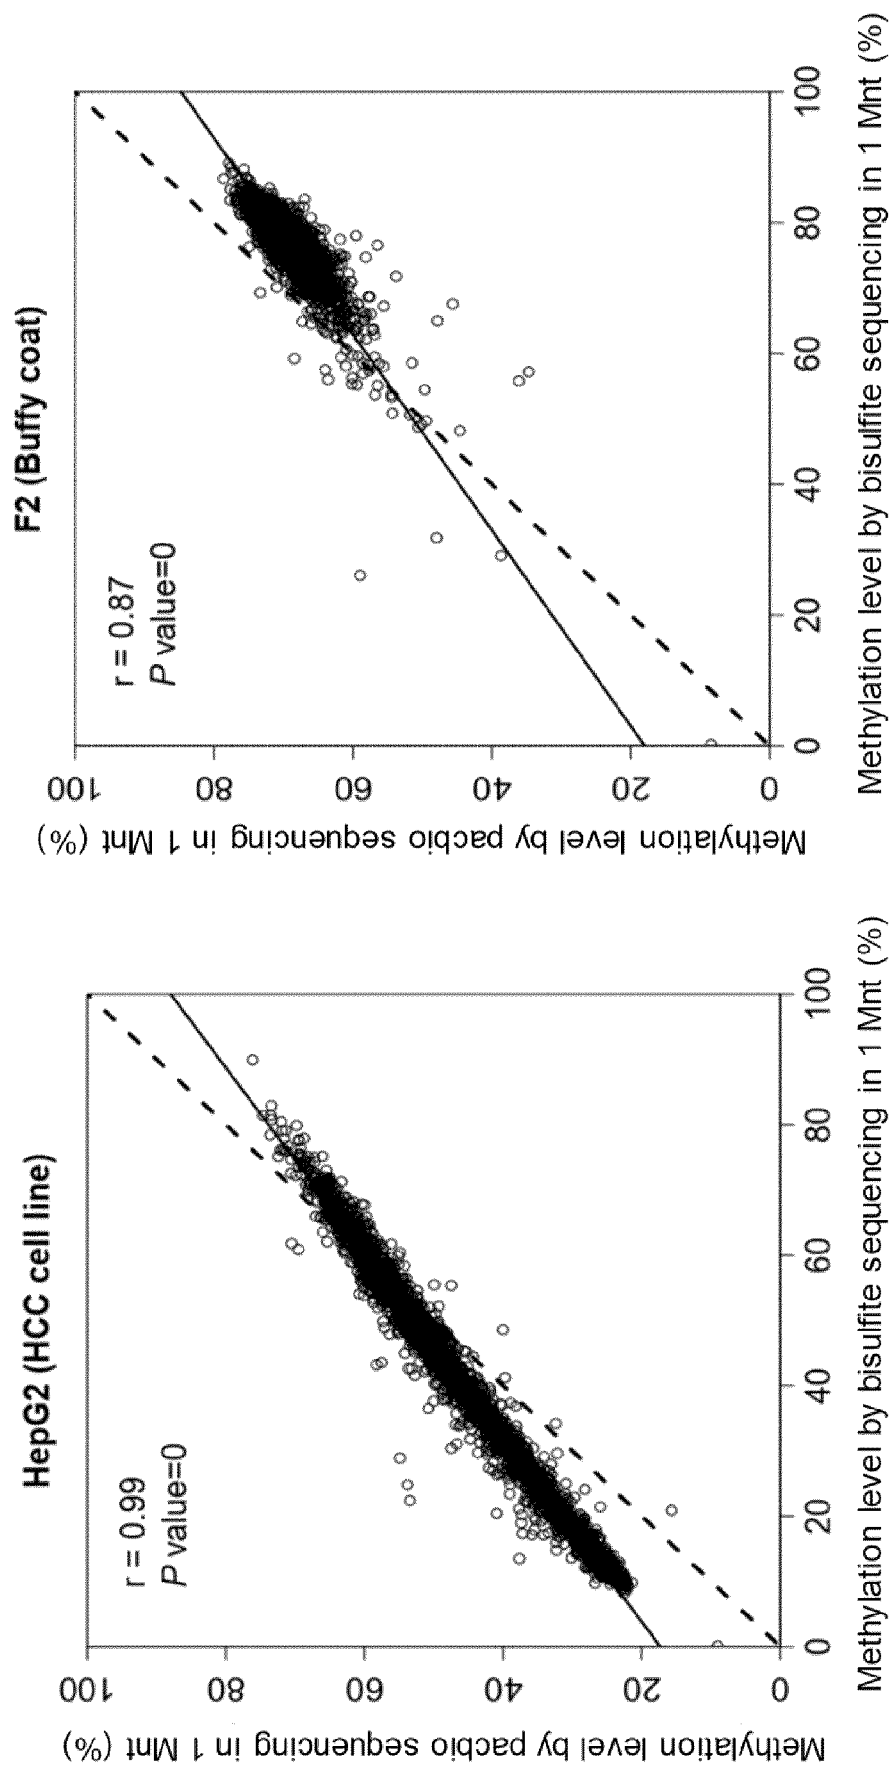 HepG2 (HCC cell line)
r = 0.99
P value=0
Methylation level by pacbio sequencing in 1 Mnt (%)
100
80
60
40
20
0
0
20
40
60
80
100
Methylation level by bisulfite sequencing in 1 Mnt (%)
F2 (Buffy coat)
r = 0.87
P value=0
Methylation level by pacbio sequencing in 1 Mnt (%)
100
80
60
40
20
0
0
20
40
60
80
100
Methylation level by bisulfite sequencing in 1 Mnt (%)